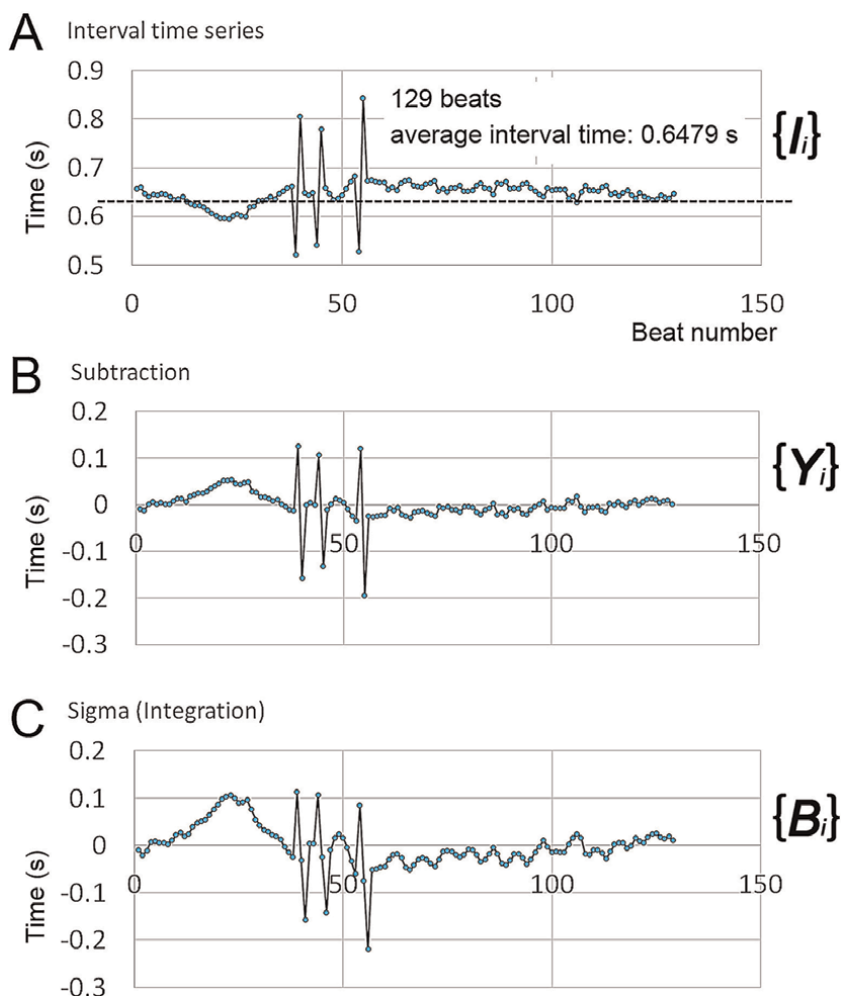 A Interval time series
0.9
0.8
0.7
0.6
0.5
Time (s)
129 beats
average interval time: 0.6479 s
{Ii}
0 50 100 150
Beat number
B Subtraction
0.2
0.1
0
-0.1
-0.2
-0.3
Time (s)
0 50 100 150
{Yi}
C Sigma (Integration)
0.2
0.1
0
-0.1
-0.2
-0.3
Time (s)
0 50 100 150
{Bi}